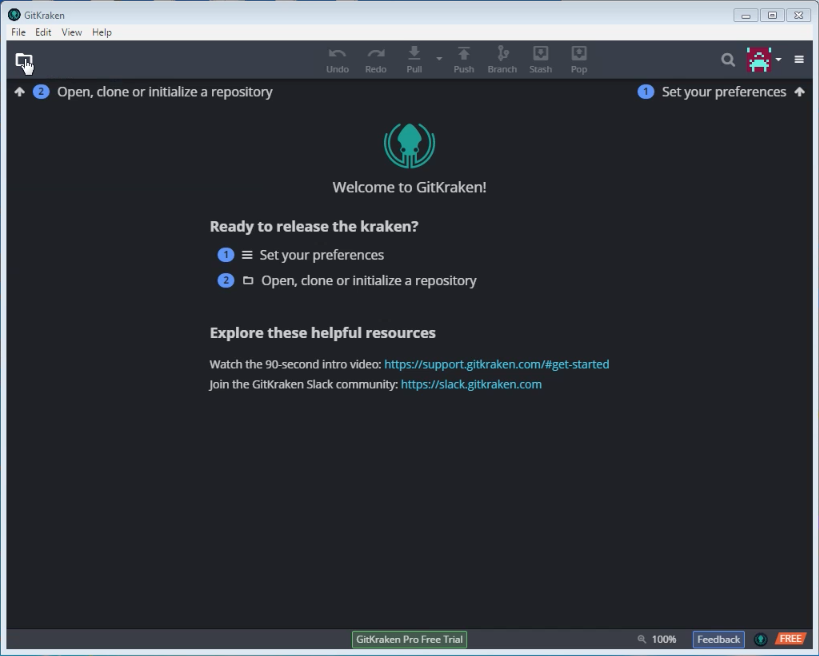 GitKraken
File Edit View Help
Undo Redo Pull Push Branch Stash Pop
2 Open, clone or initialize a repository
1 Set your preferences
Welcome to GitKraken!
Ready to release the kraken?
1 Set your preferences
2 Open, clone or initialize a repository
Explore these helpful resources
Watch the 90-second intro video: https://support.gitkraken.com/#get-started
Join the GitKraken Slack community: https://slack.gitkraken.com
GitKraken Pro Free Trial 100% Feedback FREE